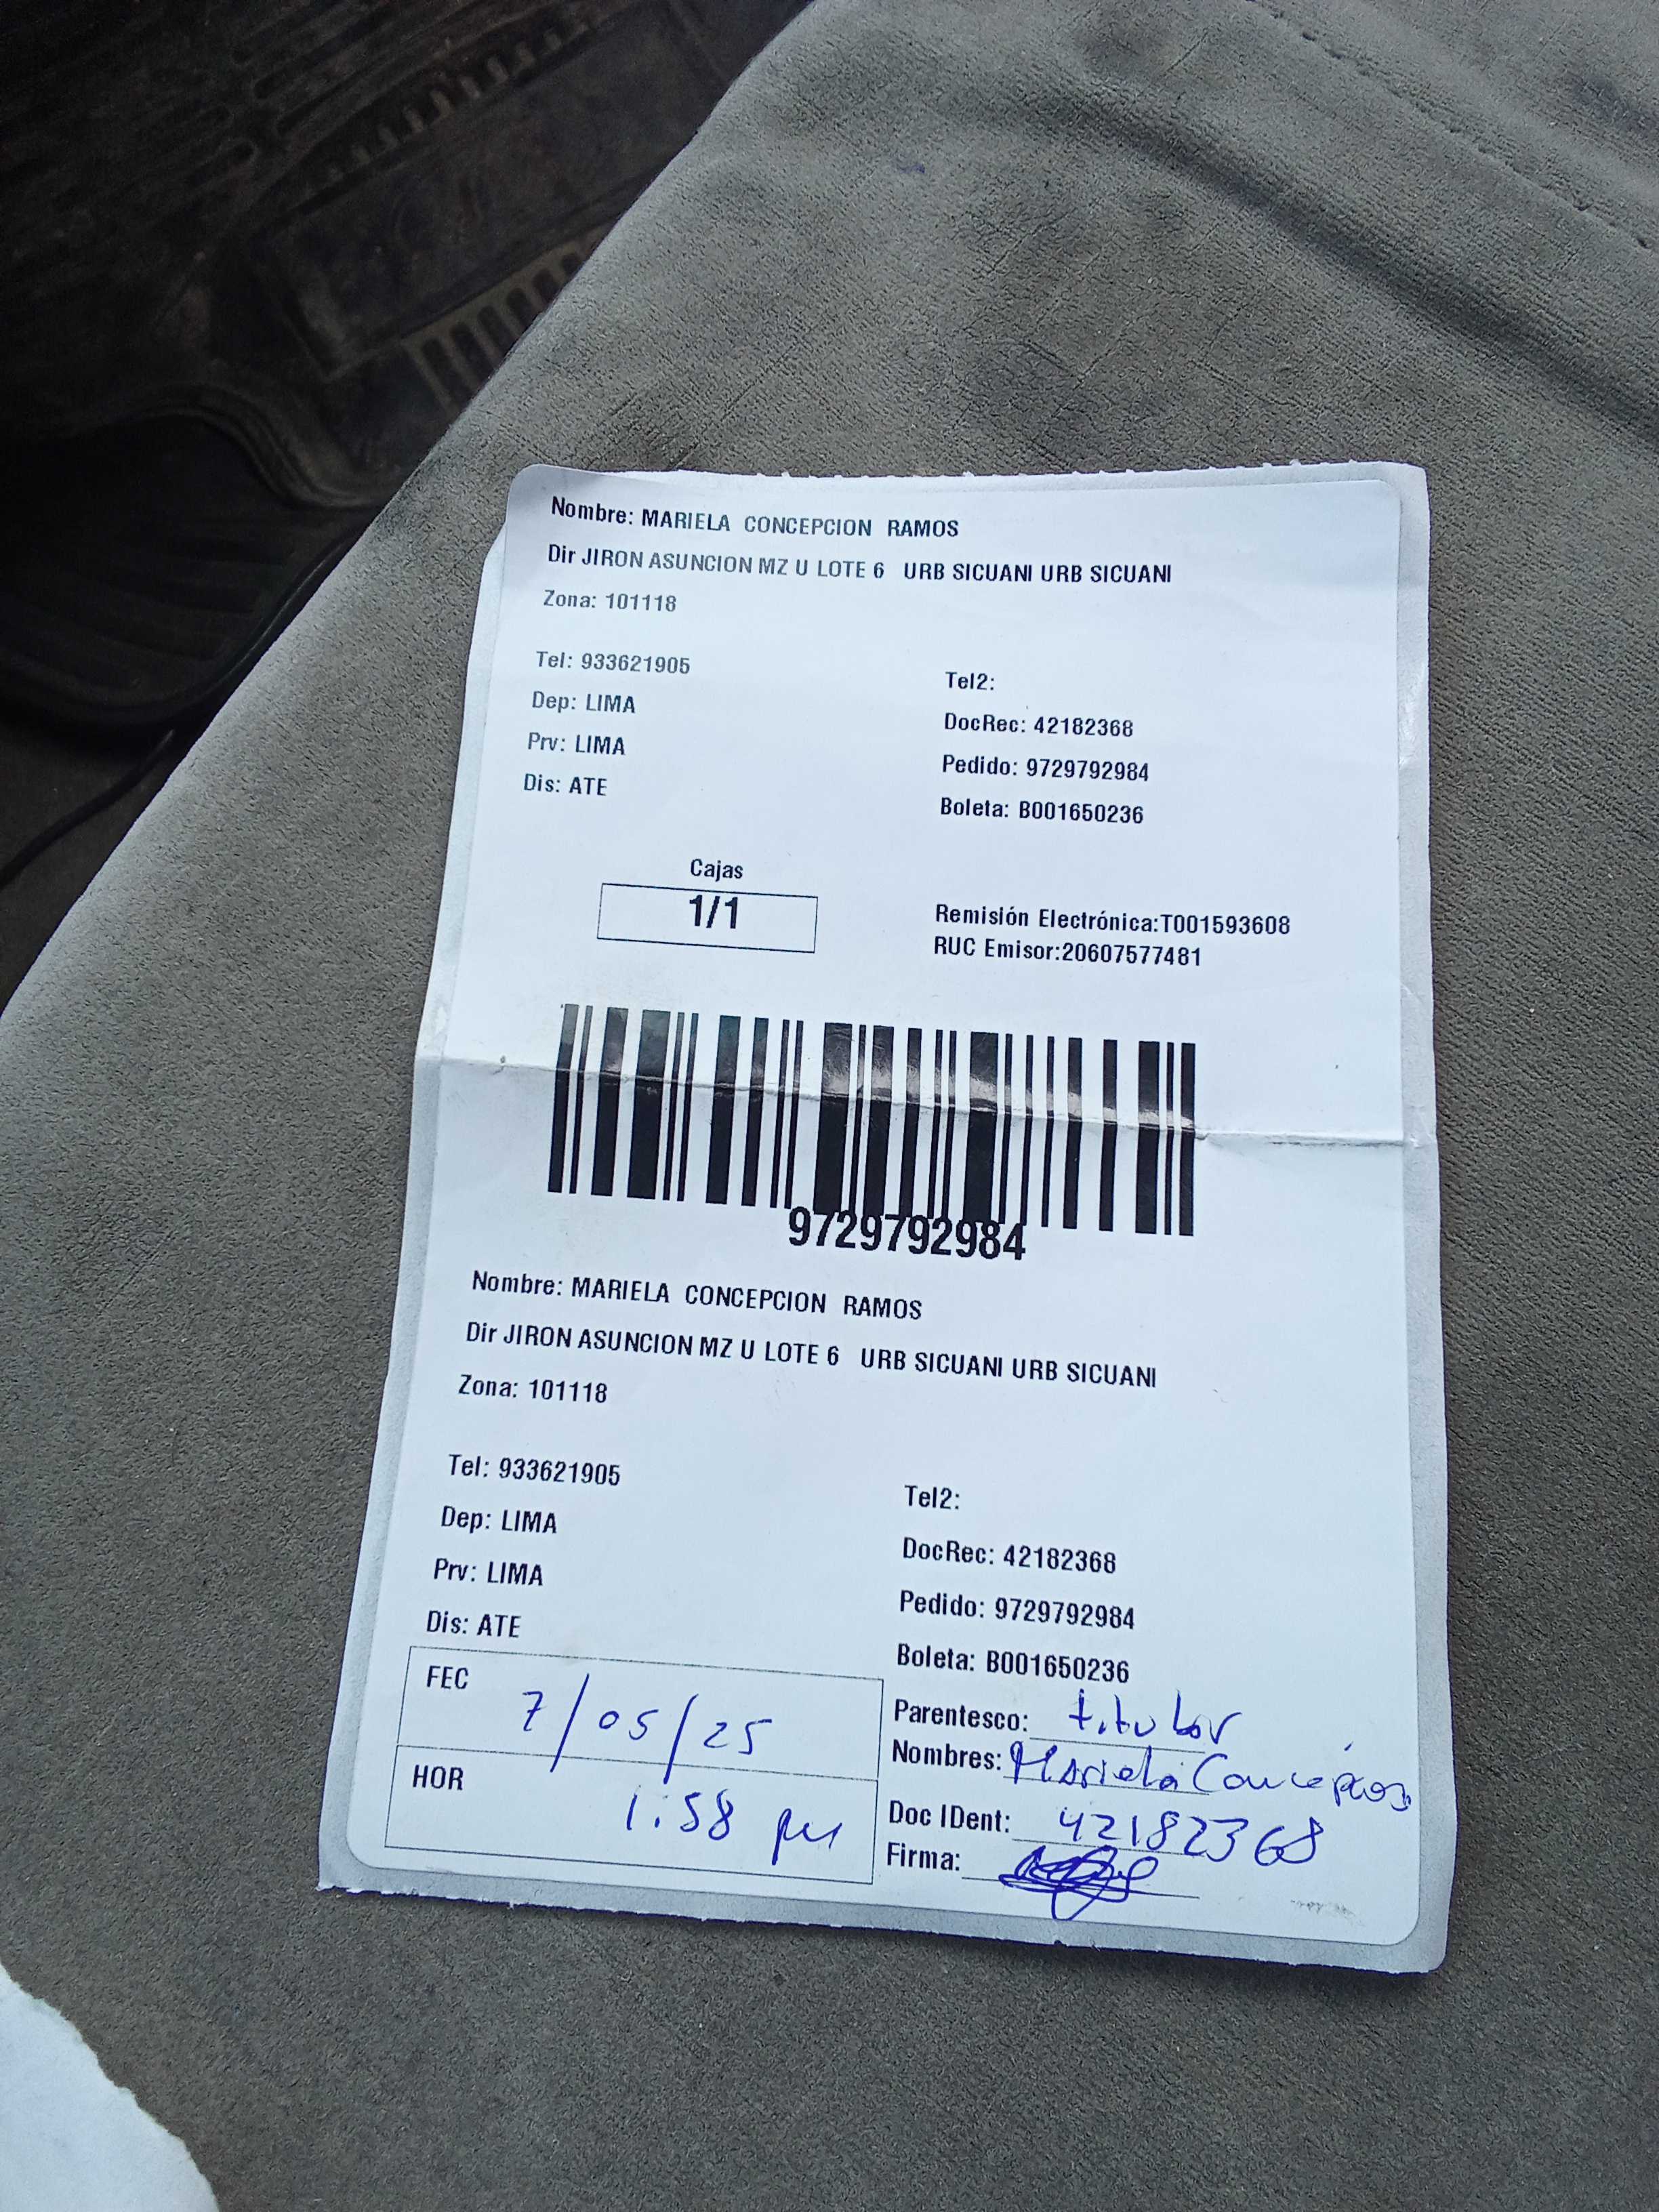 Nombre: MARIELA CONCEPCION RAMOS
Dir JIRON ASUNCION MZ U LOTE 6 URB SICUANI URB SICUANI
Zona: 101118
Tel: 933621905
Tel2:
Dep: LIMA
DocRec: 42182368
Prv: LIMA
Pedido: 9729792984
Dis: ATE
Boleta: B001650236
Cajas
1/1
Remisión Electrónica:T001593608
RUC Emisor:20607577481
9729792984
Nombre: MARIELA CONCEPCION RAMOS
Dir JIRON ASUNCION MZ U LOTE 6 URB SICUANI URB SICUANI
Zona: 101118
Tel: 933621905
Tel2:
Dep: LIMA
DocRec: 42182368
Prv: LIMA
Pedido: 9729792984
Dis: ATE
Boleta: B001650236
FEC 7/05/25
Parentesco: titular
Nombres: Mariela Concepcion
HOR 1:58 pm
Doc IDent: 42182368
Firma: